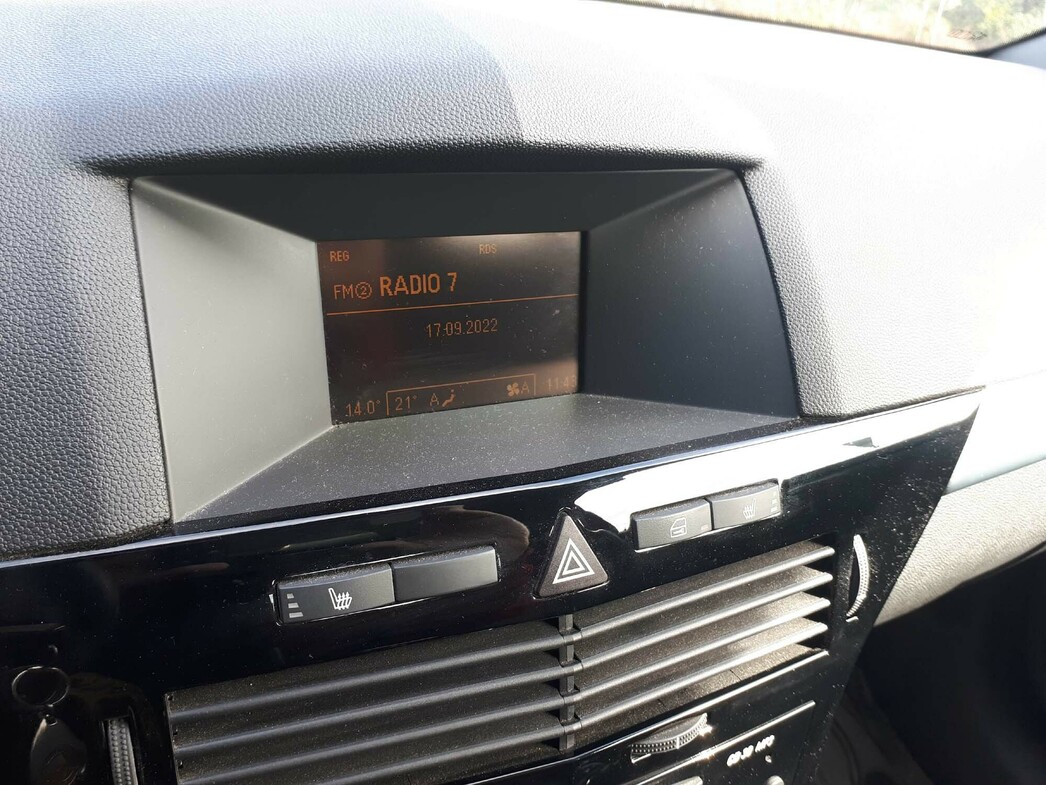 REG RDS
FM② RADIO 7
17.09.2022
14.0° 21° A A